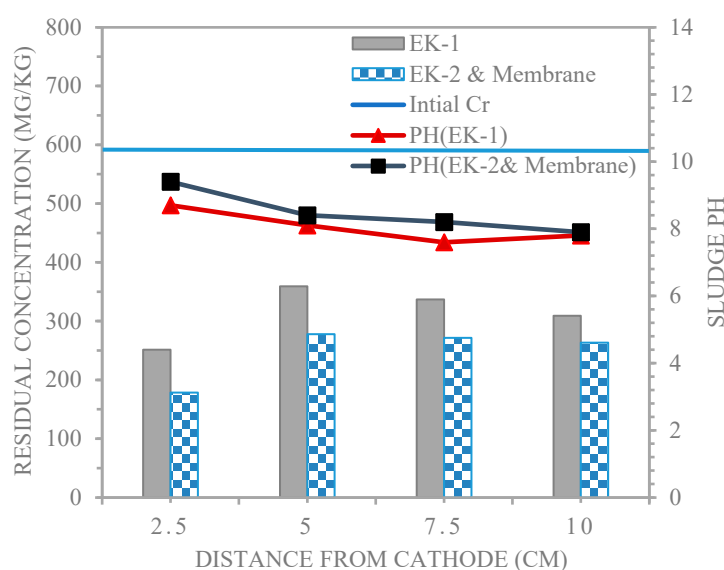 800
700
600
500
400
300
200
100
0
RESIDUAL CONCENTRATION (MG/KG)
EK-1
EK-2 & Membrane
Intial Cr
PH(EK-1)
PH(EK-2& Membrane)
14
12
10
8
6
4
2
0
SLUDGE PH
2.5 5 7.5 10
DISTANCE FROM CATHODE (CM)